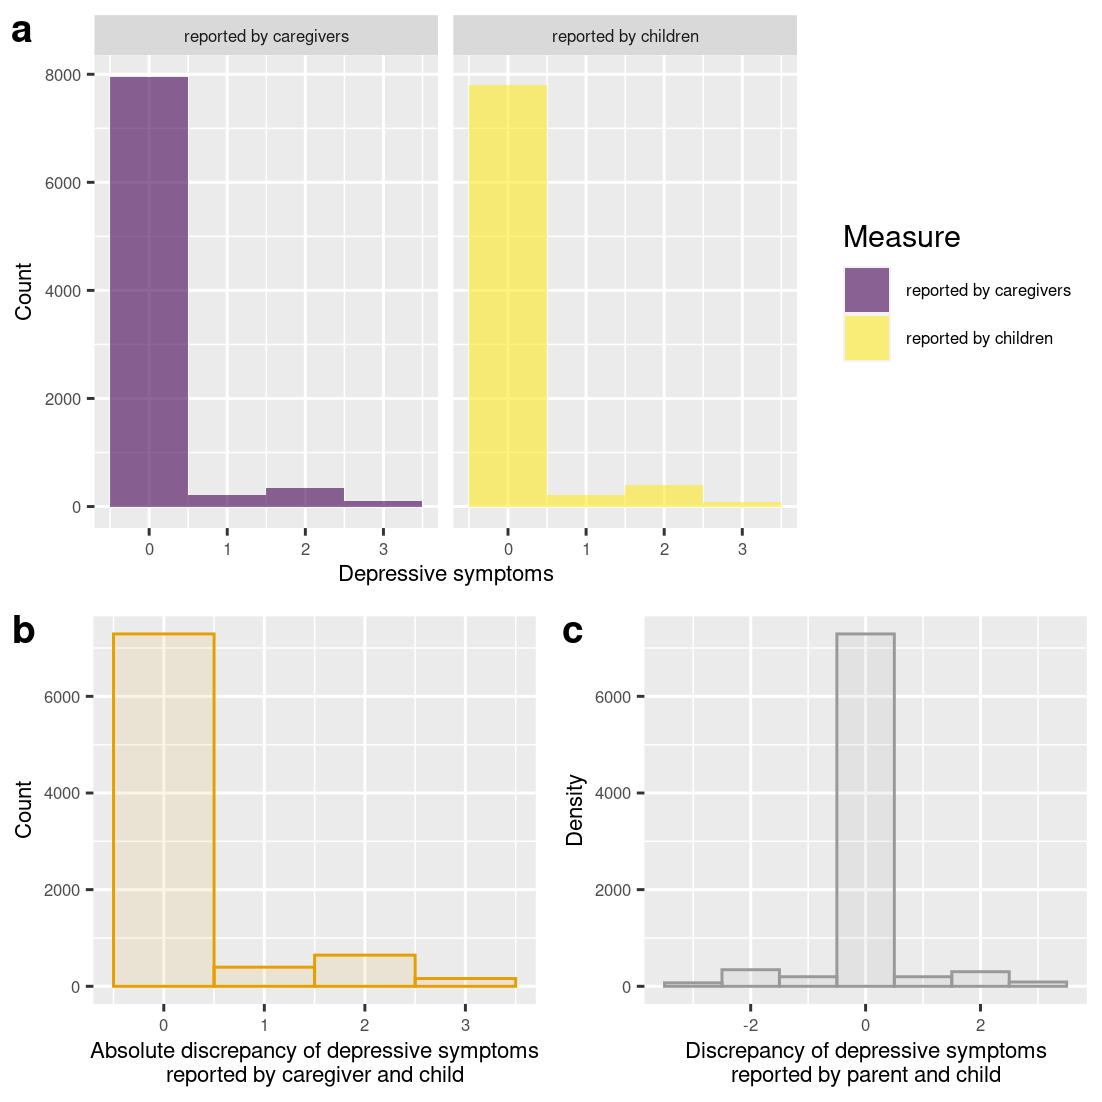 a
reported by caregivers
reported by children
8000
6000
4000
2000
0
Count
0 1 2 3
0 1 2 3
Depressive symptoms
Measure
reported by caregivers
reported by children
b
6000
4000
2000
0
Count
0 1 2 3
Absolute discrepancy of depressive symptoms
reported by caregiver and child
c
6000
4000
2000
0
Density
-2 0 2
Discrepancy of depressive symptoms
reported by parent and child